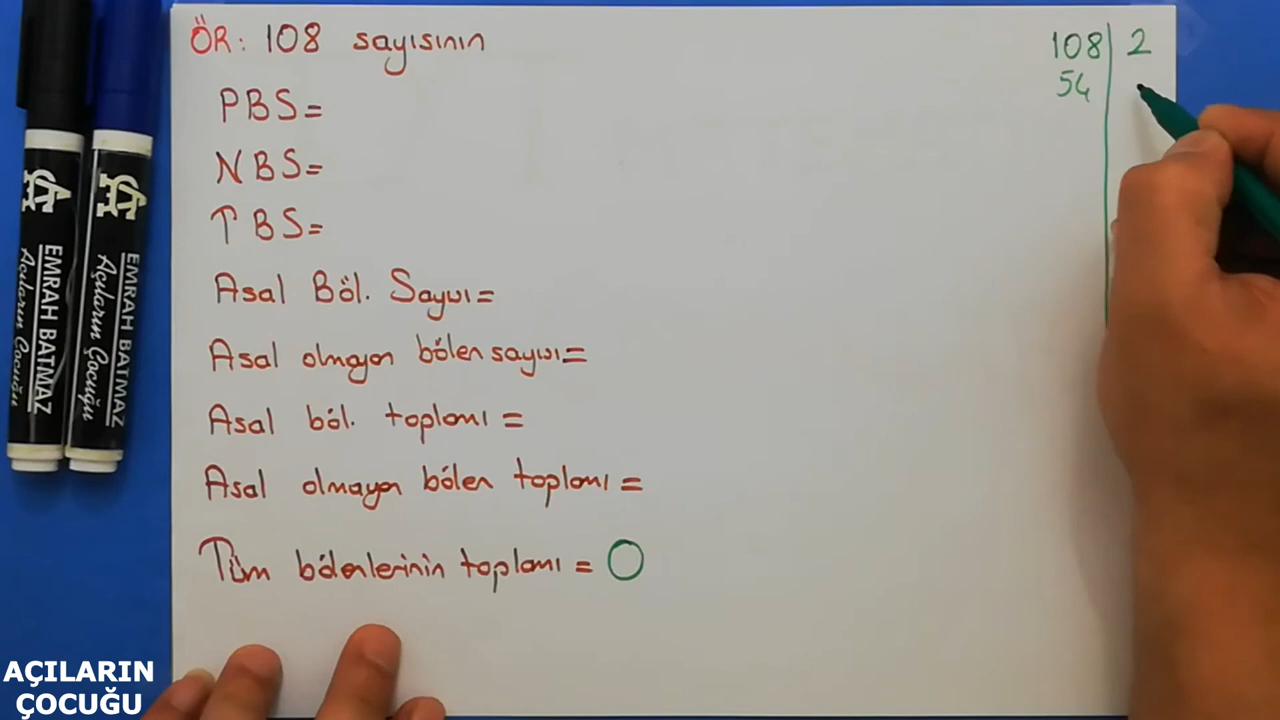 ÖR: 108 sayısının
PBS=
NBS=
TBS=
Asal Böl. Sayısı=
Asal olmayan bölen sayısı=
Asal böl. toplamı =
Asal olmayan bölen toplamı =
Tüm bölenlerinin toplamı = 0
108 2
54
EMRAH BATMAZ
Açıların Çocuğu
EMRAH BATMAZ
Açıların Çocuğu
AÇILARIN
ÇOCUĞU